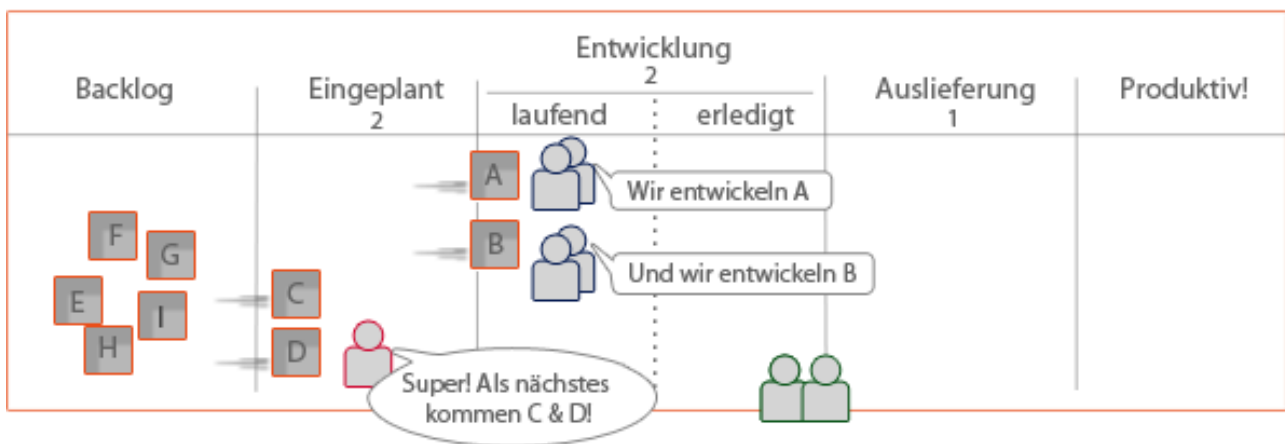 Backlog
Eingeplant
2
Entwicklung
2
laufend
erledigt
Auslieferung
1
Produktiv!
A
Wir entwickeln A
B
Und wir entwickeln B
F
G
E
I
H
C
D
Super! Als nächstes
kommen C & D!